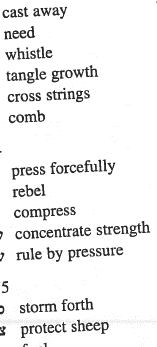 cast away
need
whistle
tangle growth
cross strings
comb
press forcefully
rebel
compress
concentrate strength
rule by pressure
5
storm forth
protect sheep